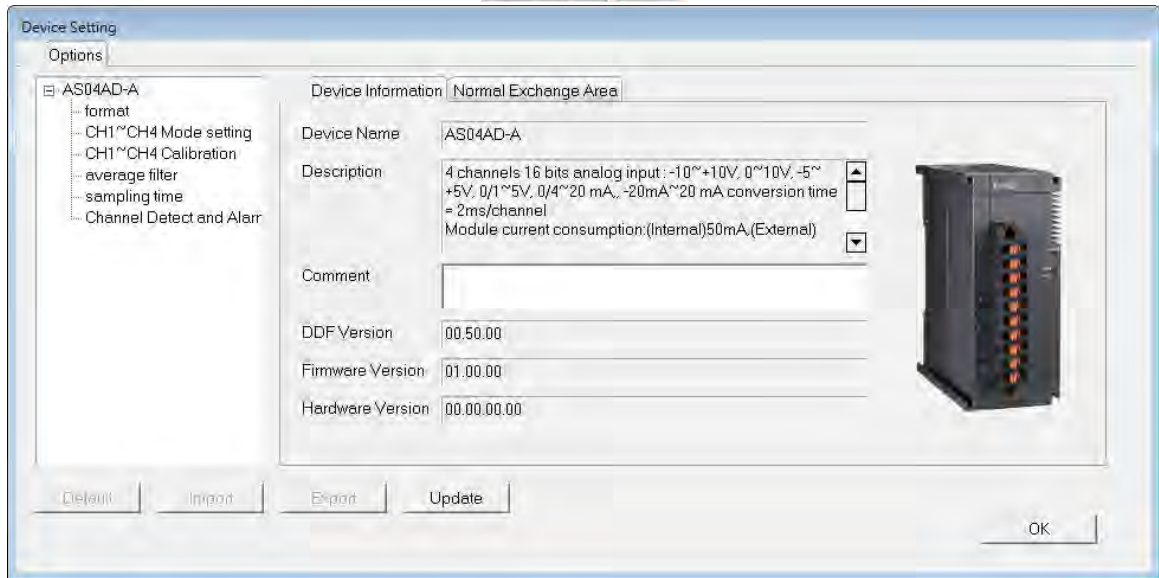 Device Setting
Options
AS04AD-A
format
CH1~CH4 Mode setting
CH1~CH4 Calibration
average filter
sampling time
Channel Detect and Alarr
Device Information Normal Exchange Area
Device Name AS04AD-A
Description 4 channels 16 bits analog input : -10~+10V, 0~10V, -5~
+5V, 0/1~5V, 0/4~20 mA,, -20mA~20 mA conversion time
= 2ms/channel
Module current consumption:(Internal)50mA,(External)
Comment
DDF Version 00.50.00
Firmware Version 01.00.00
Hardware Version 00.00.00.00
Default Import Export Update
OK